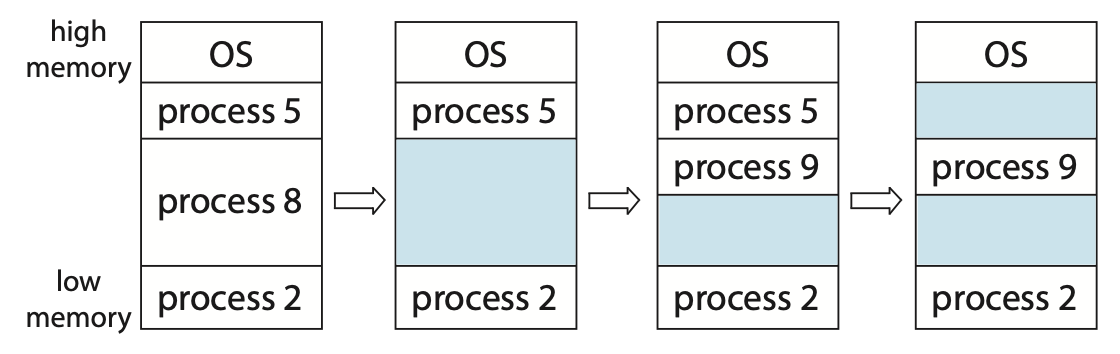 high
memory
OS
process 5
process 8
process 2
low
memory
OS
process 5
process 2
OS
process 5
process 9
process 2
OS
process 9
process 2